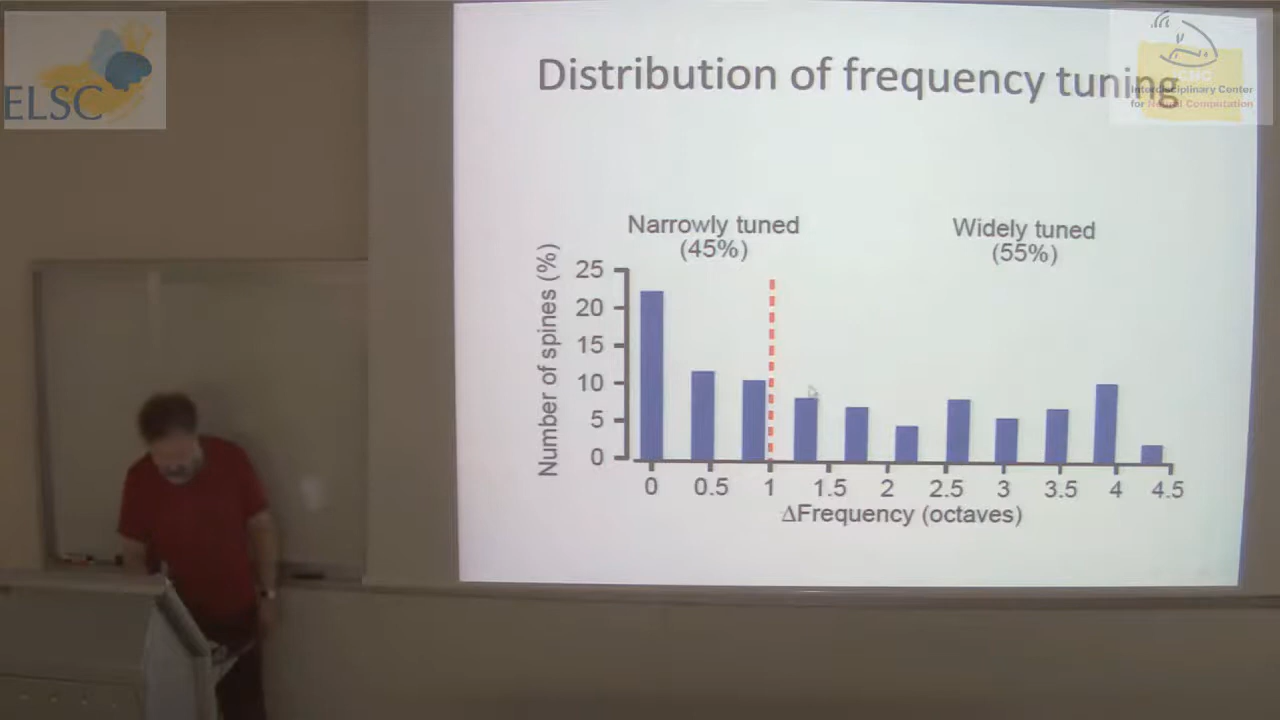 ELSC
Distribution of frequency tuning
Interdisciplinary Center
for Neural Computation
Narrowly tuned
(45%)
Widely tuned
(55%)
Number of spines (%)
25
20
15
10
5
0
0 0.5 1 1.5 2 2.5 3 3.5 4 4.5
ΔFrequency (octaves)